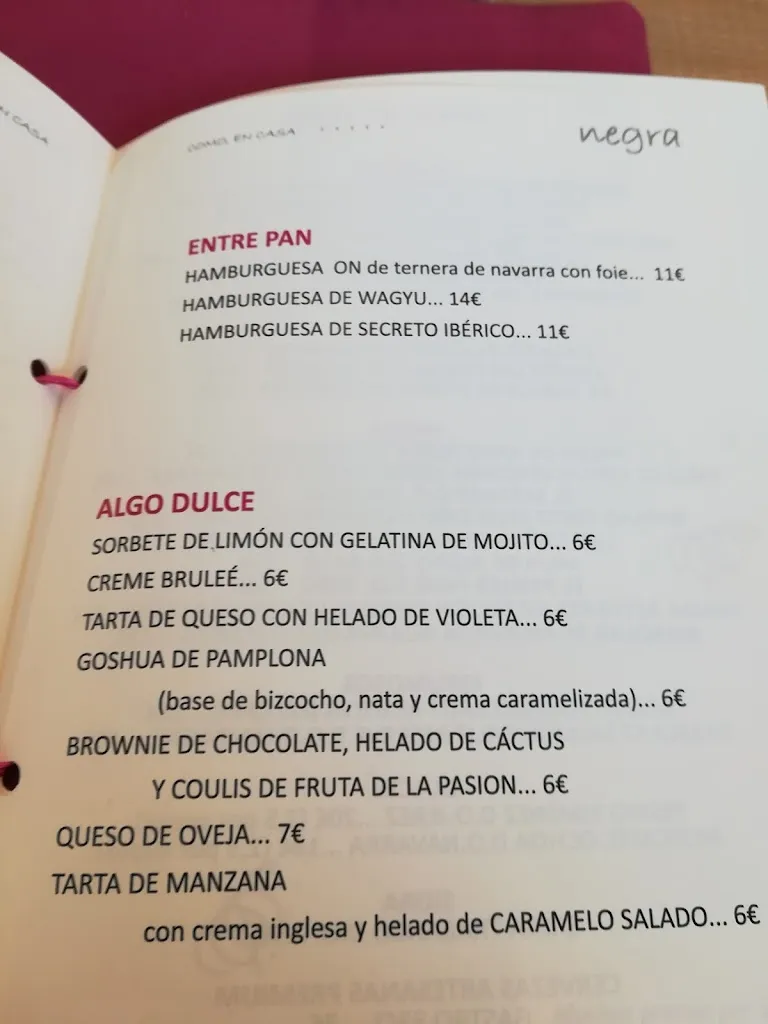 N CASA
COMO EN CASA .....
negra
ENTRE PAN
HAMBURGUESA ON de ternera de navarra con foie... 11€
HAMBURGUESA DE WAGYU... 14€
HAMBURGUESA DE SECRETO IBÉRICO... 11€
ALGO DULCE
SORBETE DE LIMÓN CON GELATINA DE MOJITO... 6€
CREME BRULEÉ... 6€
TARTA DE QUESO CON HELADO DE VIOLETA... 6€
GOSHUA DE PAMPLONA
(base de bizcocho, nata y crema caramelizada)... 6€
BROWNIE DE CHOCOLATE, HELADO DE CÁCTUS
Y COULIS DE FRUTA DE LA PASION... 6€
QUESO DE OVEJA... 7€
TARTA DE MANZANA
con crema inglesa y helado de CARAMELO SALADO... 6€